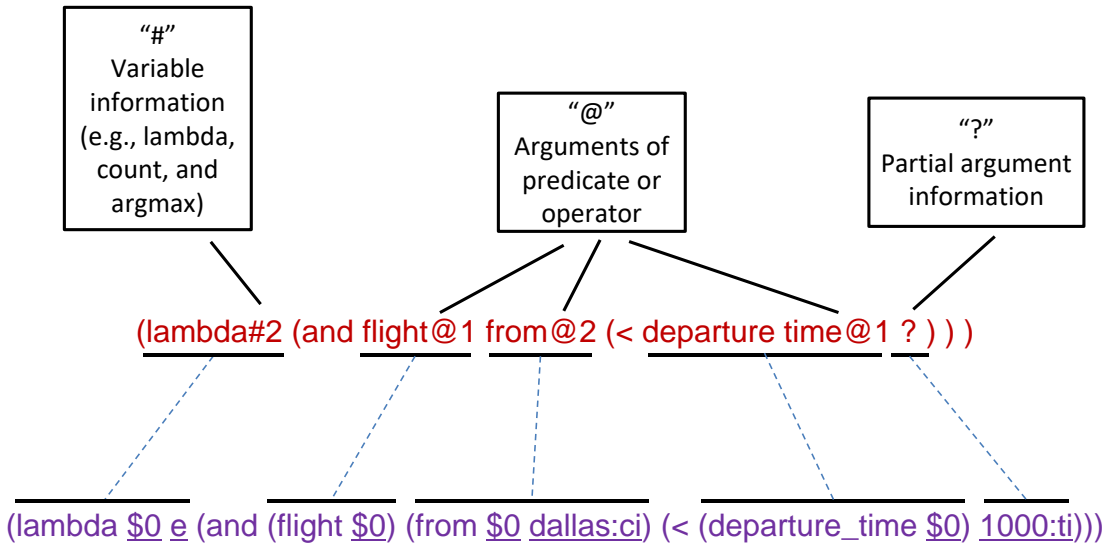 “#”
Variable
information
(e.g., lambda,
count, and
argmax)
“@”
Arguments of
predicate or
operator
“?”
Partial argument
information
(lambda#2 (and flight@1 from@2 (< departure time@1 ? ) ) )
(lambda $0 e (and (flight $0) (from $0 dallas:ci) (< (departure_time $0) 1000:ti)))